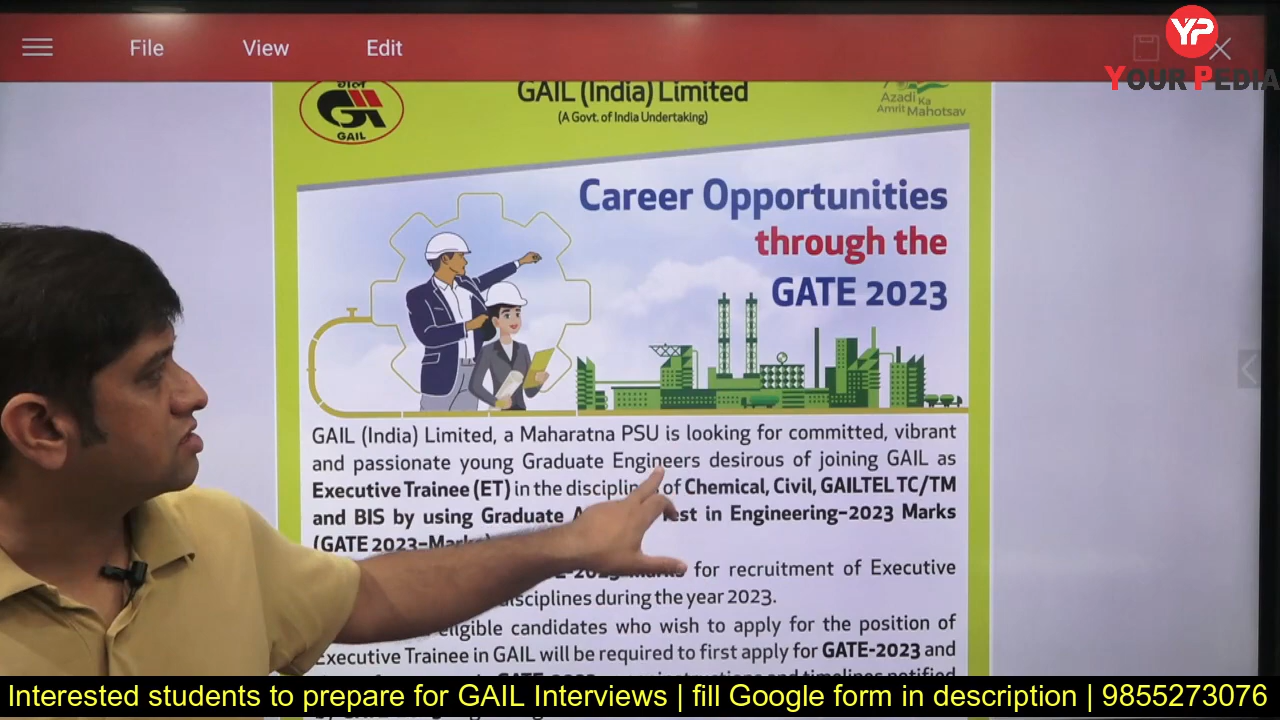 File View Edit
YP
YOUR PEDIA
गेल
GAIL
GAIL (India) Limited
(A Govt. of India Undertaking)
Azadi Ka
Amrit Mahotsav
Career Opportunities
through the
GATE 2023
GAIL (India) Limited, a Maharatna PSU is looking for committed, vibrant
and passionate young Graduate Engineers desirous of joining GAIL as
Executive Trainee (ET) in the of Chemical, Civil, GAILTEL TC/TM
and BIS by using Graduate in Engineering–2023 Marks
(GATE 2023–
for recruitment of Executive
during the year 2023.
eligible candidates who wish to apply for the position of
Executive Trainee in GAIL will be required to first apply for GATE-2023 and
Interested students to prepare for GAIL Interviews | fill Google form in description | 9855273076